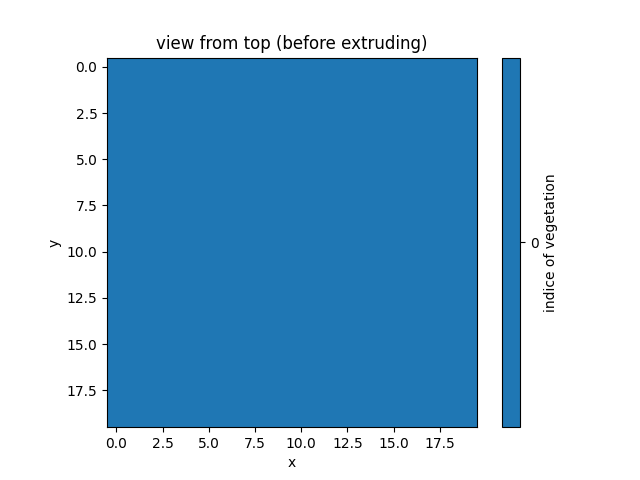 view from top (before extruding)
0.0
2.5
5.0
7.5
10.0
12.5
15.0
17.5
y
0.0 2.5 5.0 7.5 10.0 12.5 15.0 17.5
x
0
indice of vegetation